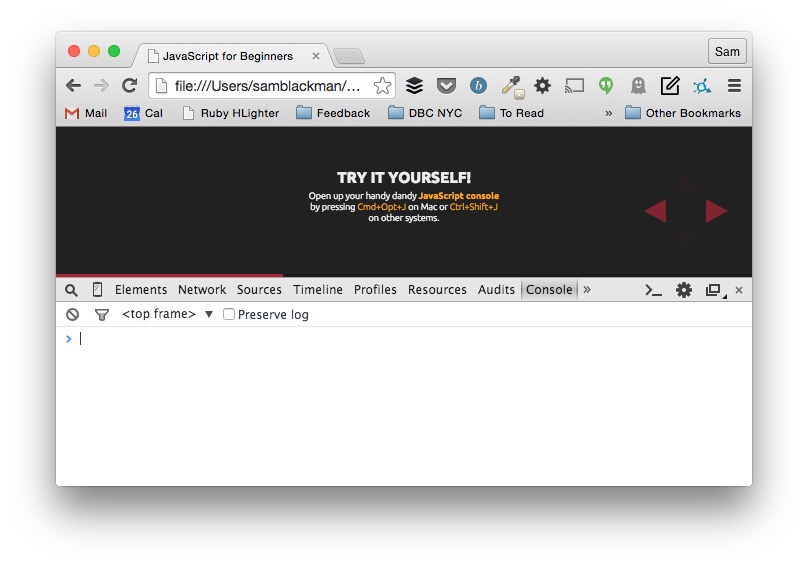 JavaScript for Beginners
Sam
file:///Users/samblackman/...
Mail 26 Cal Ruby HLighter Feedback DBC NYC To Read » Other Bookmarks
TRY IT YOURSELF!
Open up your handy dandy JavaScript console
by pressing Cmd+Opt+J on Mac or Ctrl+Shift+J
on other systems.
Elements Network Sources Timeline Profiles Resources Audits Console »
<top frame> ▼ Preserve log